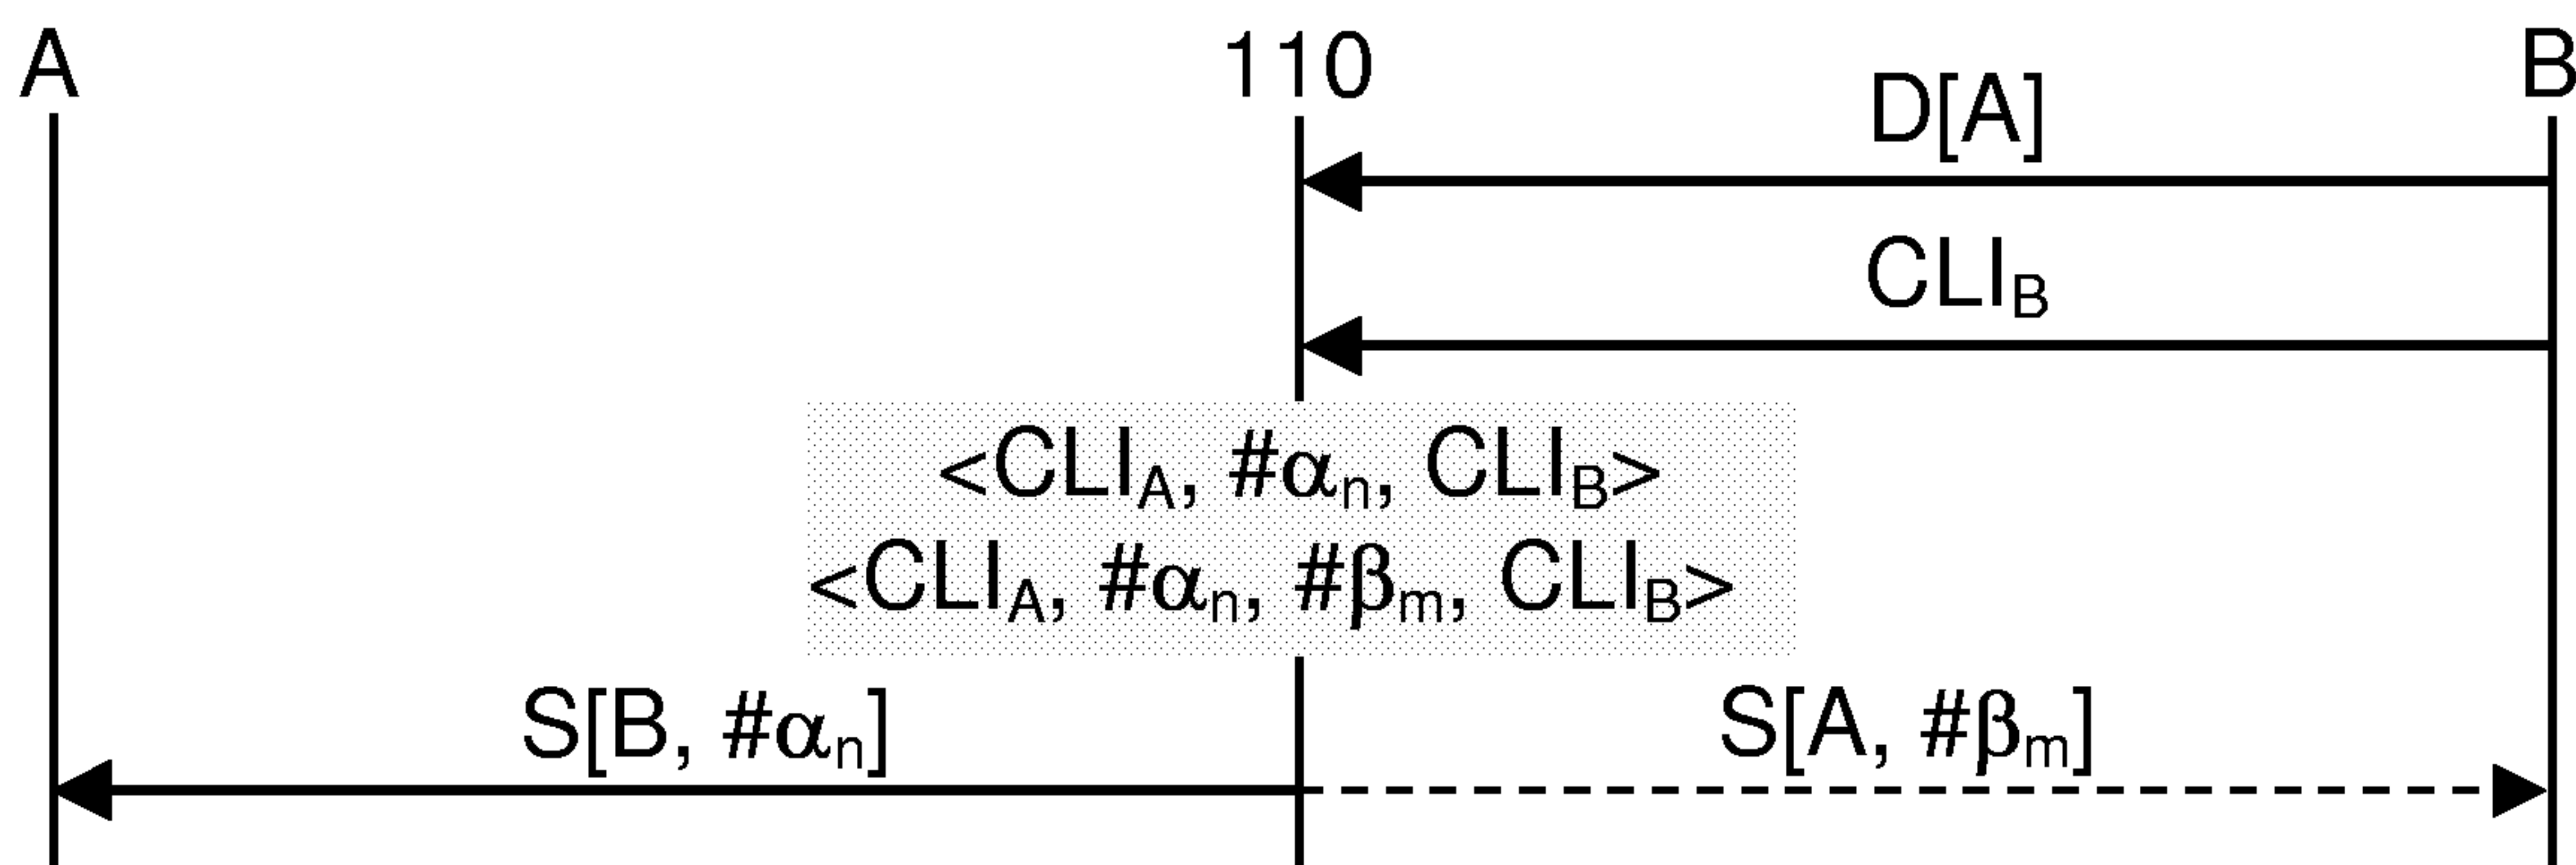 A 110 B
D[A]
CLI_B
<CLI_A, #α_n, CLI_B>
<CLI_A, #α_n, #β_m, CLI_B>
S[B, #α_n] S[A, #β_m]